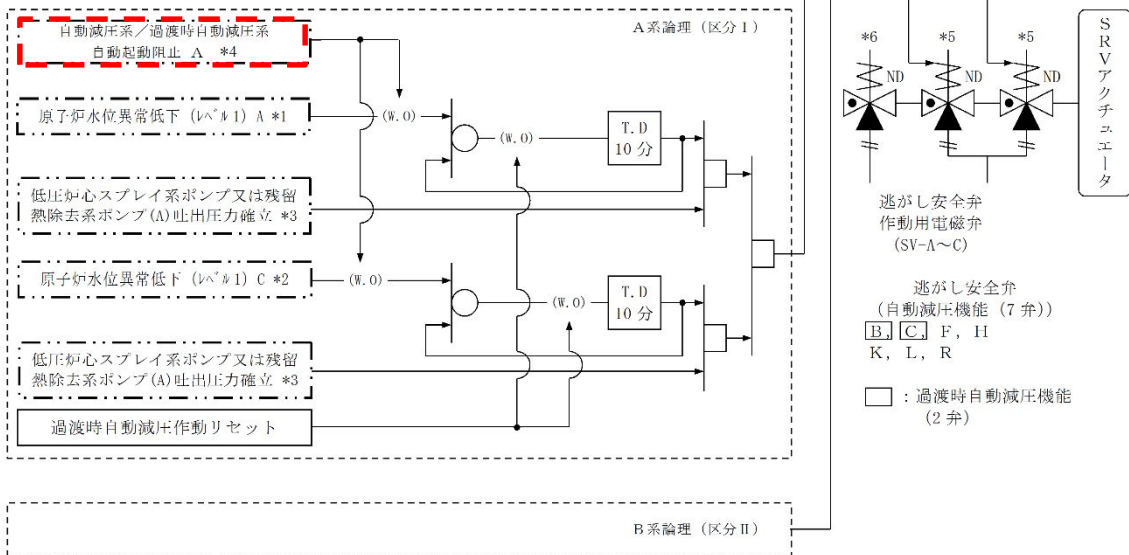 A系論理（区分Ⅰ）
自動減圧系／過渡時自動減圧系
自動起動阻止 A *4
原子炉水位異常低下（ﾚﾍﾞﾙ1）A *1
(W.O)
(W.O)
T.D
10分
低圧炉心スプレイ系ポンプ又は残留
熱除去系ポンプ(A)吐出圧力確立 *3
原子炉水位異常低下（ﾚﾍﾞﾙ1）C *2
(W.O)
(W.O)
T.D
10分
低圧炉心スプレイ系ポンプ又は残留
熱除去系ポンプ(A)吐出圧力確立 *3
過渡時自動減圧作動リセット
B系論理（区分Ⅱ）
*6
*5
*5
ND
ND
ND
SRVアクチュエータ
逃がし安全弁
作動用電磁弁
(SV-A～C)
逃がし安全弁
(自動減圧機能（7弁）)
B, C, F, H
K, L, R
：過渡時自動減圧機能
（2弁）